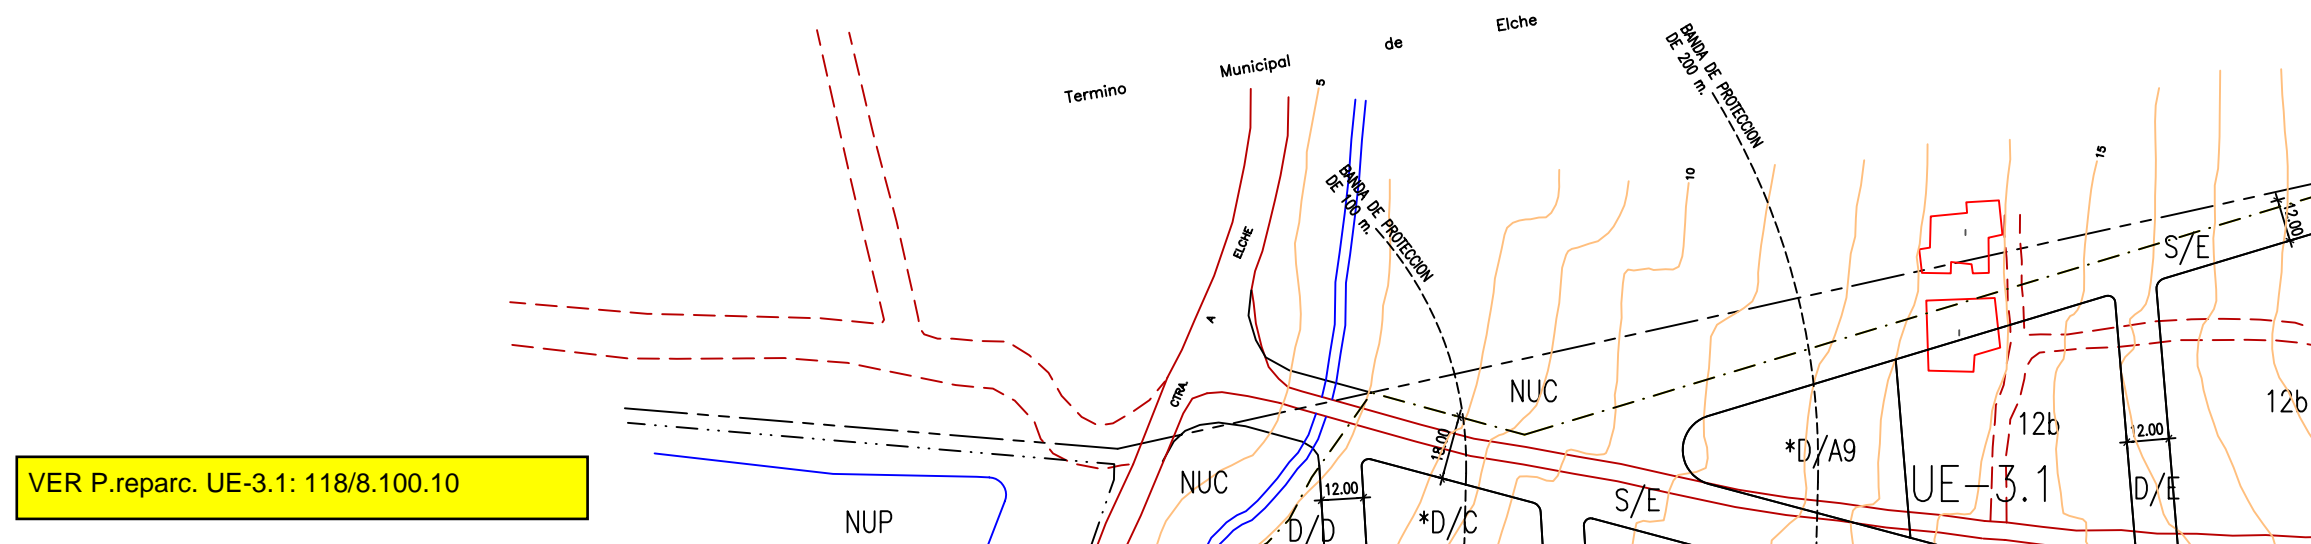 Termino Municipal de Elche
BANDA DE PROTECCION
DE 200 m.
5
BANDA DE PROTECCION
DE 100 m.
10
15
12.00
S/E
ELCHE
A
CTRA.
NUC
12b
12b
*D/A9
18.00
12.00
VER P.reparc. UE-3.1: 118/8.100.10
NUC
UE-3.1
D/E
12.00
S/E
NUP
D/D
*D/C